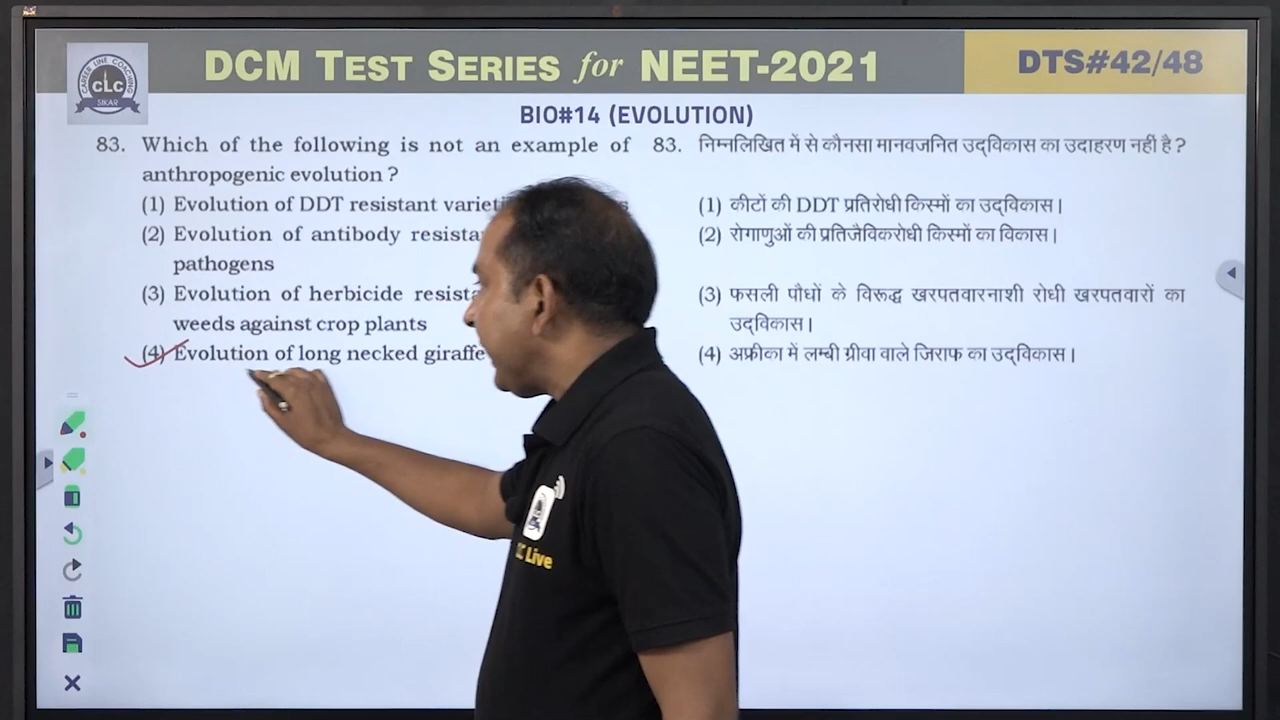 DCM TEST SERIES for NEET-2021
DTS#42/48
CAREER LINE COACHING
CLC
SIKAR
BIO#14 (EVOLUTION)
83. Which of the following is not an example of
anthropogenic evolution ?
(1) Evolution of DDT resistant
(2) Evolution of antibody
pathogens
(3) Evolution of herbicide
weeds against crop plants
(4) Evolution of long necked giraffe
83. निम्नलिखित में से कौनसा मानवजनित उद्विकास का उदाहरण नहीं है ?
(1) कीटों की DDT प्रतिरोधी किस्मों का उद्विकास।
(2) रोगाणुओं की प्रतिजैविकरोधी किस्मों का विकास।
(3) फसली पौधों के विरूद्ध खरपतवारनाशी रोधी खरपतवारों का
उद्विकास।
(4) अफ्रीका में लम्बी ग्रीवा वाले जिराफ का उद्विकास।
Live